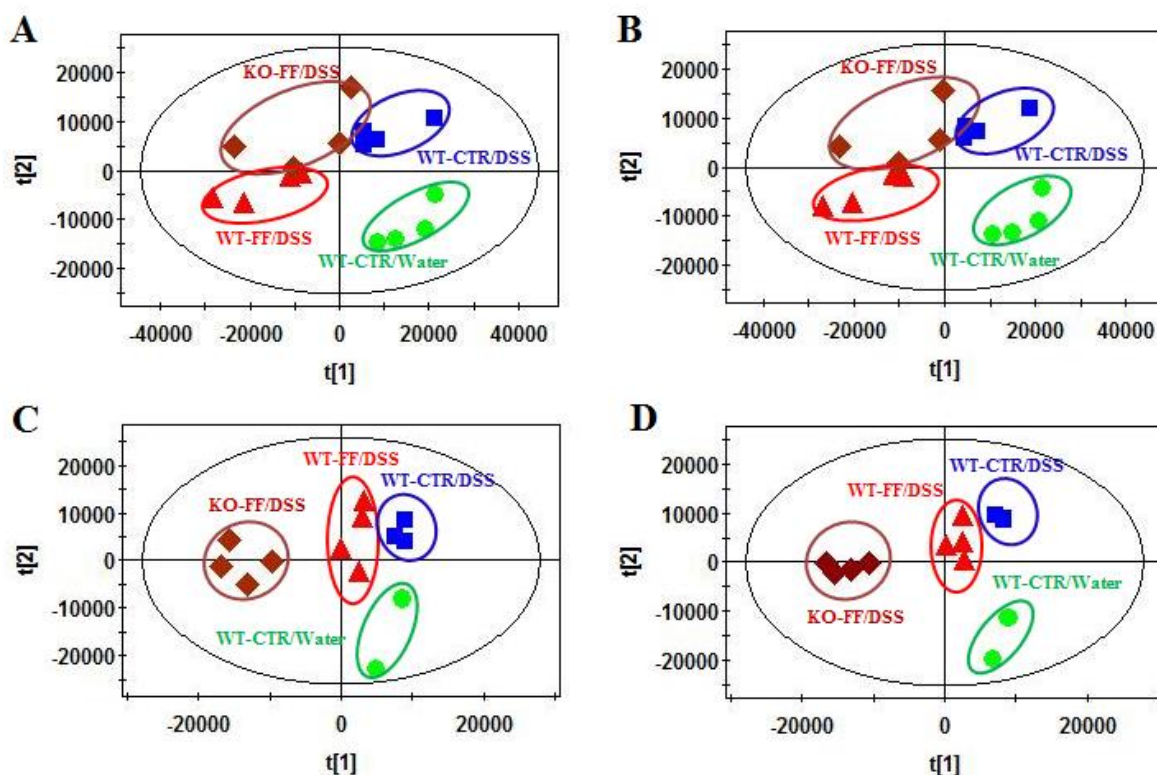 A
KO-FF/DSS
WT-CTR/DSS
WT-FF/DSS
WT-CTR/Water
20000
10000
0
-10000
-20000
t[2]
-40000 -20000 0 20000 40000
t[1]
B
KO-FF/DSS
WT-CTR/DSS
WT-FF/DSS
WT-CTR/Water
20000
10000
0
-10000
-20000
t[2]
-40000 -20000 0 20000 40000
t[1]
C
WT-FF/DSS
WT-CTR/DSS
KO-FF/DSS
WT-CTR/Water
20000
10000
0
-10000
-20000
t[2]
-20000 0 20000
t[1]
D
WT-CTR/DSS
WT-FF/DSS
WT-CTR/Water
KO-FF/DSS
20000
10000
0
-10000
-20000
t[2]
-20000 0 20000
t[1]